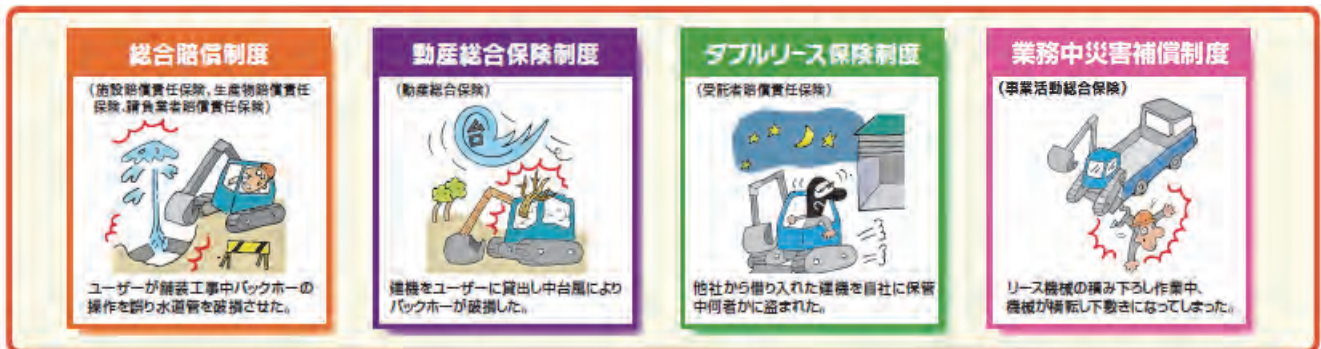 総合賠償制度
(施設賠償責任保険、生産物賠償責任
保険、請負業者賠償責任保険)
ユーザーが舗装工事中バックホーの
操作を誤り水道管を破損させた。
動産総合保険制度
(動産総合保険)
台
建機をユーザーに貸出し中台風により
バックホーが破損した。
ダブルリース保険制度
(受託者賠償責任保険)
他社から借り入れた建機を自社に保管
中何者かに盗まれた。
業務中災害補償制度
(事業活動総合保険)
リース機械の積み下ろし作業中、
機械が横転し下敷きになってしまった。